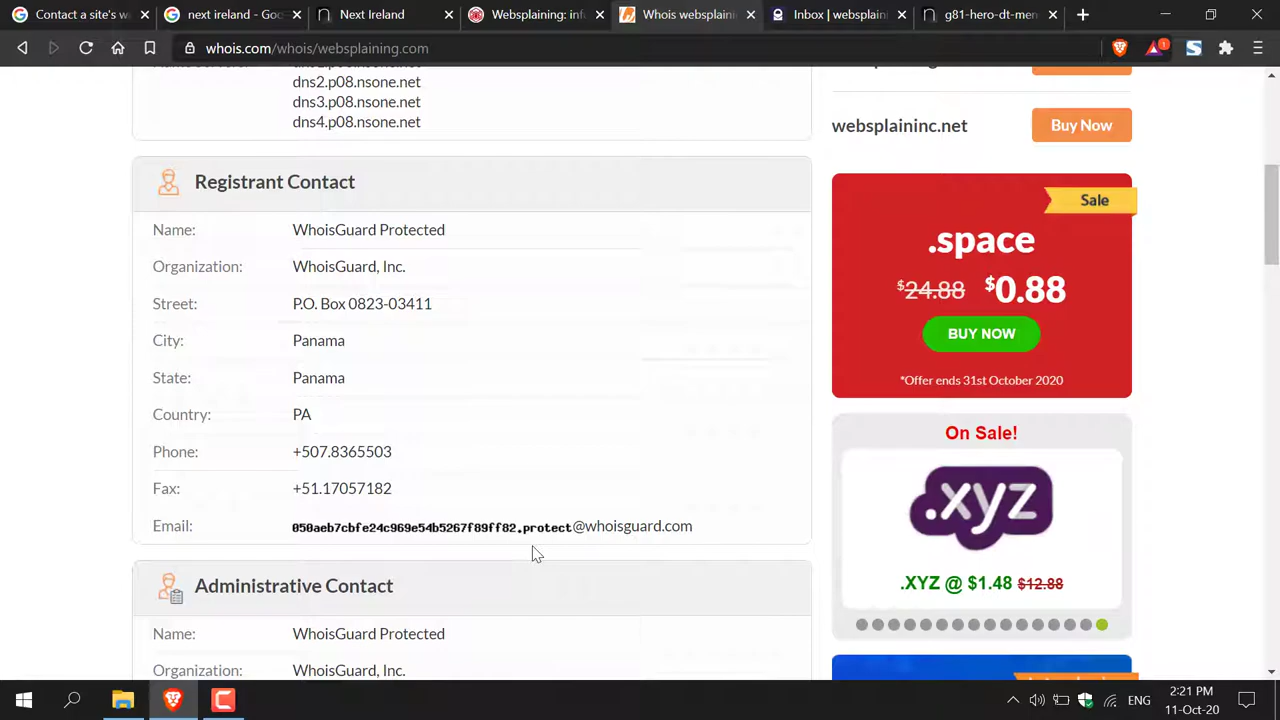 Contact a site's w
next ireland - Goo
Next Ireland
Websplaining: info
Whois websplainin
Inbox | websplain
g81-hero-dt-men
whois.com/whois/websplaining.com
1
dns2.p08.nsone.net
dns3.p08.nsone.net
dns4.p08.nsone.net
websplaininc.net
Buy Now
Registrant Contact
Name: WhoisGuard Protected
Organization: WhoisGuard, Inc.
Street: P.O. Box 0823-03411
City: Panama
State: Panama
Country: PA
Phone: +507.8365503
Fax: +51.17057182
Email: 050aeb7cbfe24c969e54b5267f89ff82.protect@whoisguard.com
Administrative Contact
Name: WhoisGuard Protected
Organization: WhoisGuard, Inc.
Sale
.space
$24.88 $0.88
BUY NOW
*Offer ends 31st October 2020
On Sale!
.xyz
.XYZ @ $1.48 $12.88
ENG
2:21 PM
11-Oct-20